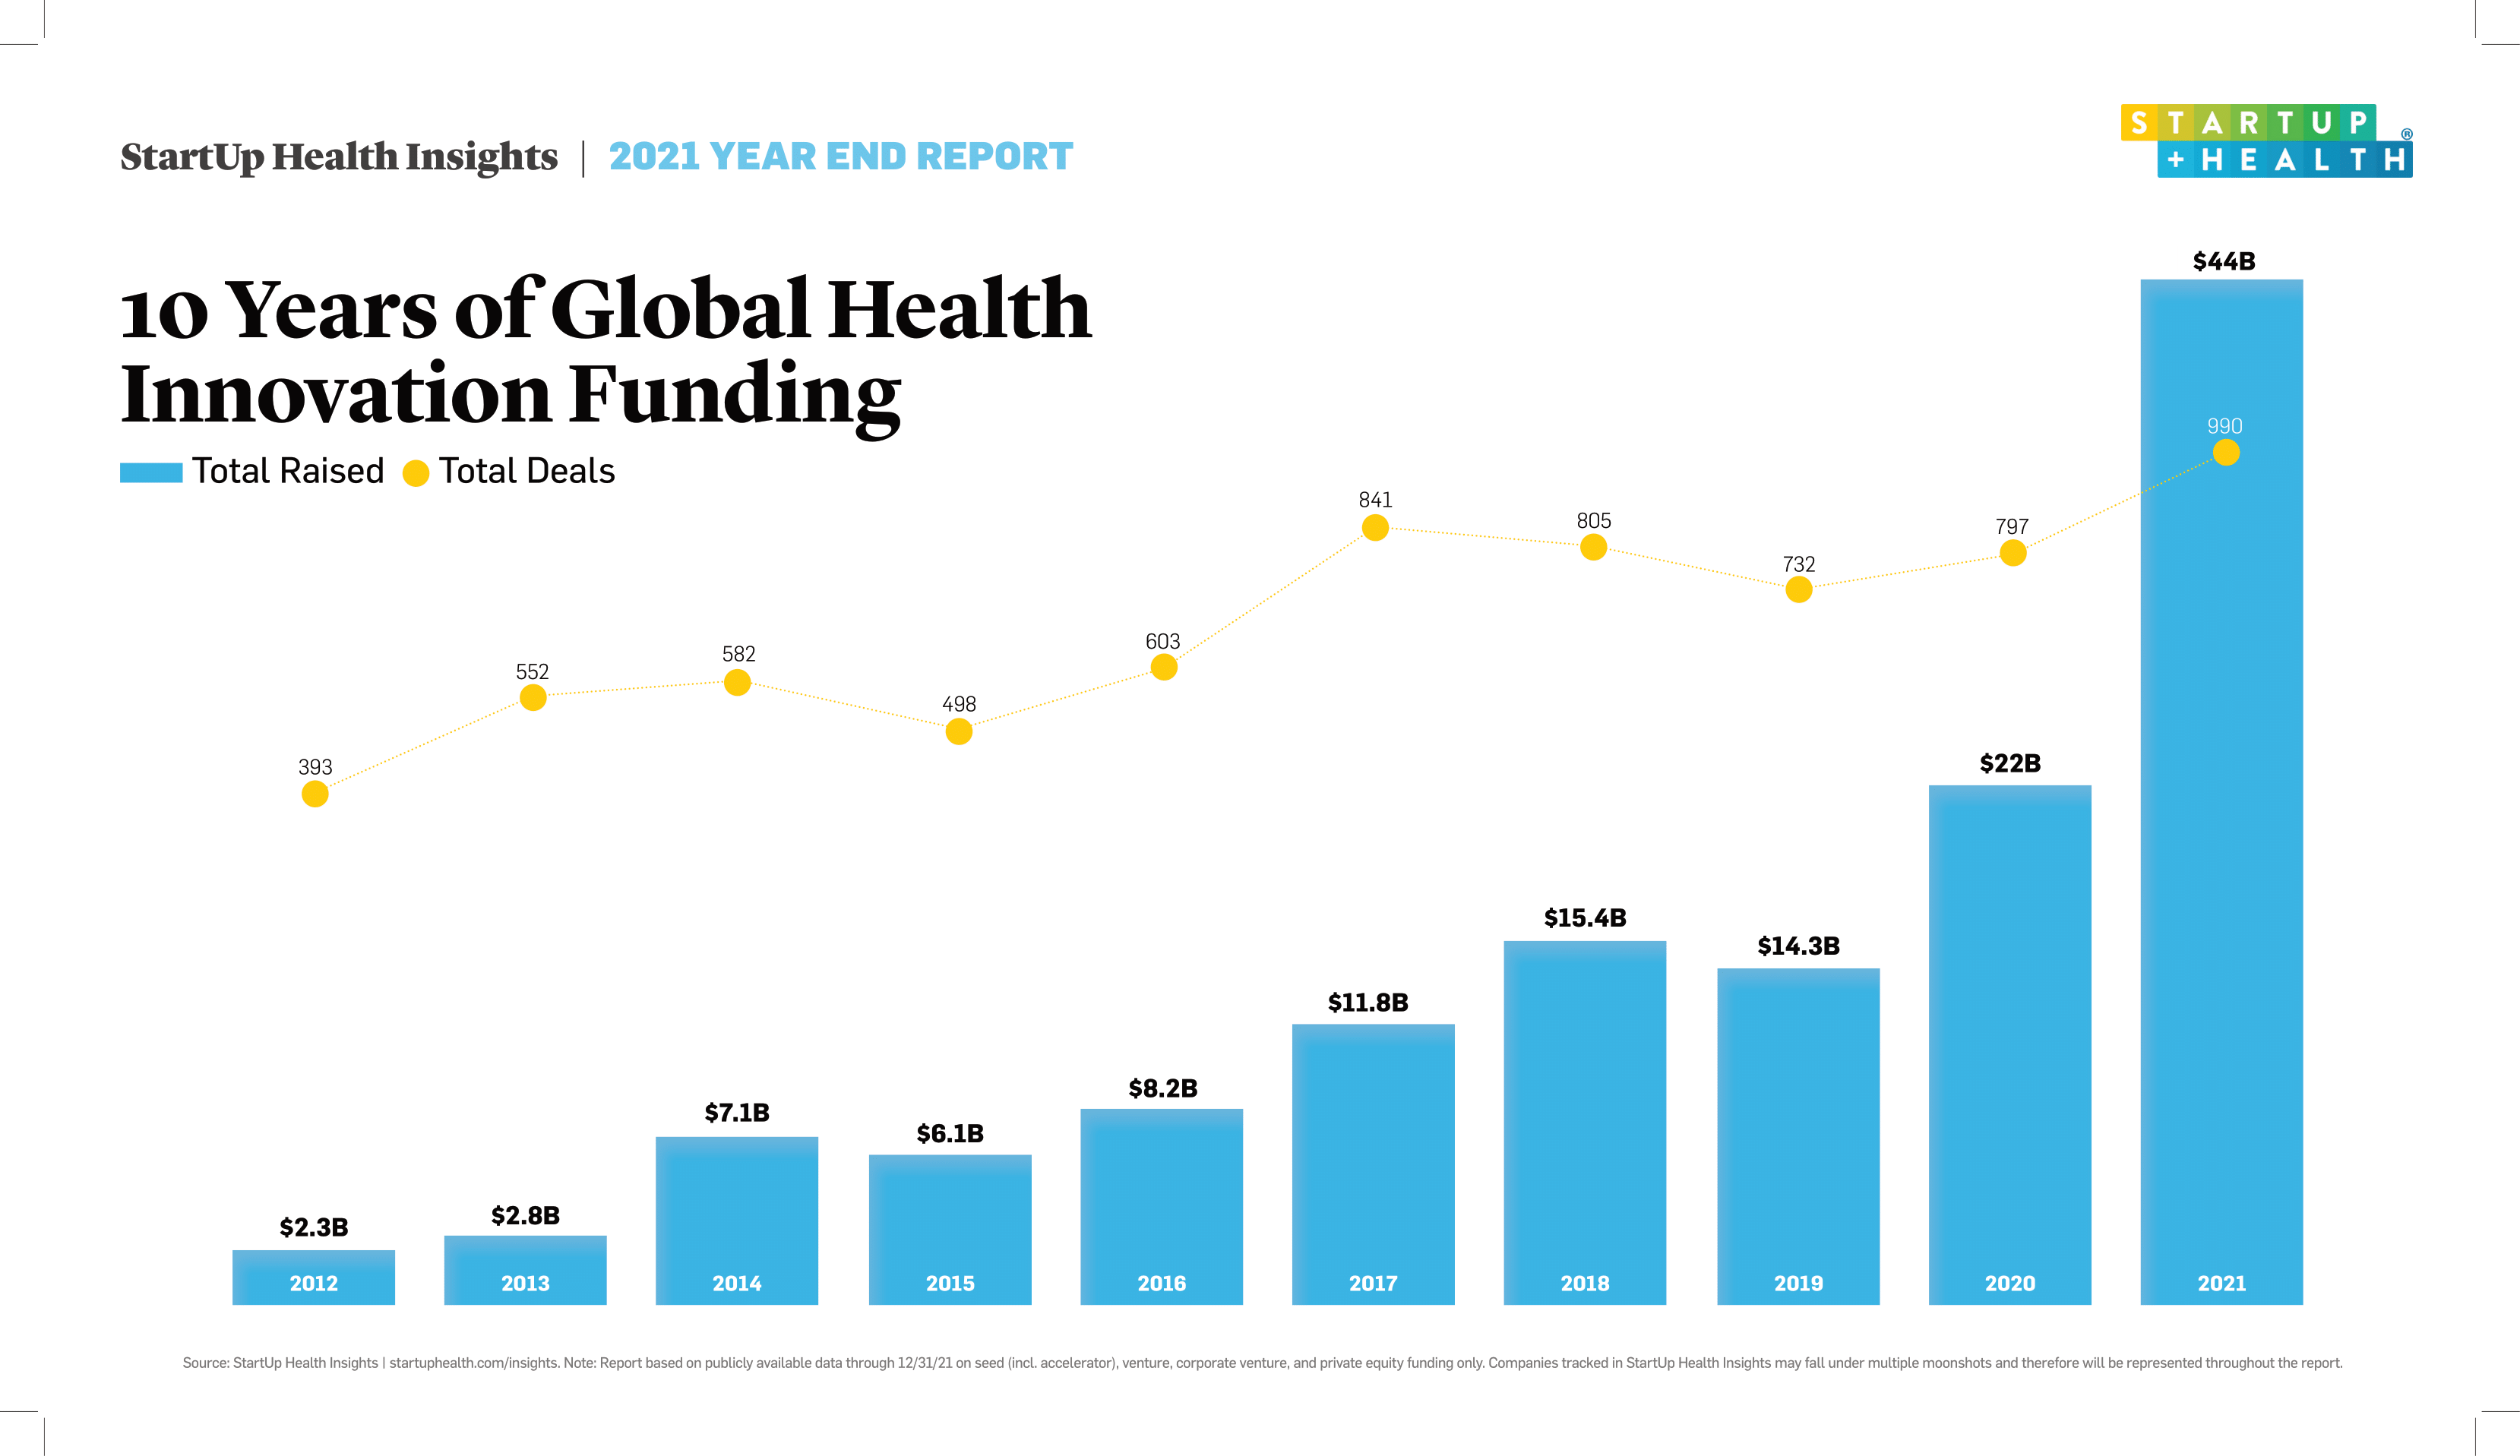 StartUp Health Insights | 2021 YEAR END REPORT
STARTUP
+HEALTH®
10 Years of Global Health
Innovation Funding
Total Raised Total Deals
393
552
582
498
603
841
805
732
797
990
$2.3B
$2.8B
$7.1B
$6.1B
$8.2B
$11.8B
$15.4B
$14.3B
$22B
$44B
2012
2013
2014
2015
2016
2017
2018
2019
2020
2021
Source: StartUp Health Insights | startuphealth.com/insights. Note: Report based on publicly available data through 12/31/21 on seed (incl. accelerator), venture, corporate venture, and private equity funding only. Companies tracked in StartUp Health Insights may fall under multiple moonshots and therefore will be represented throughout the report.